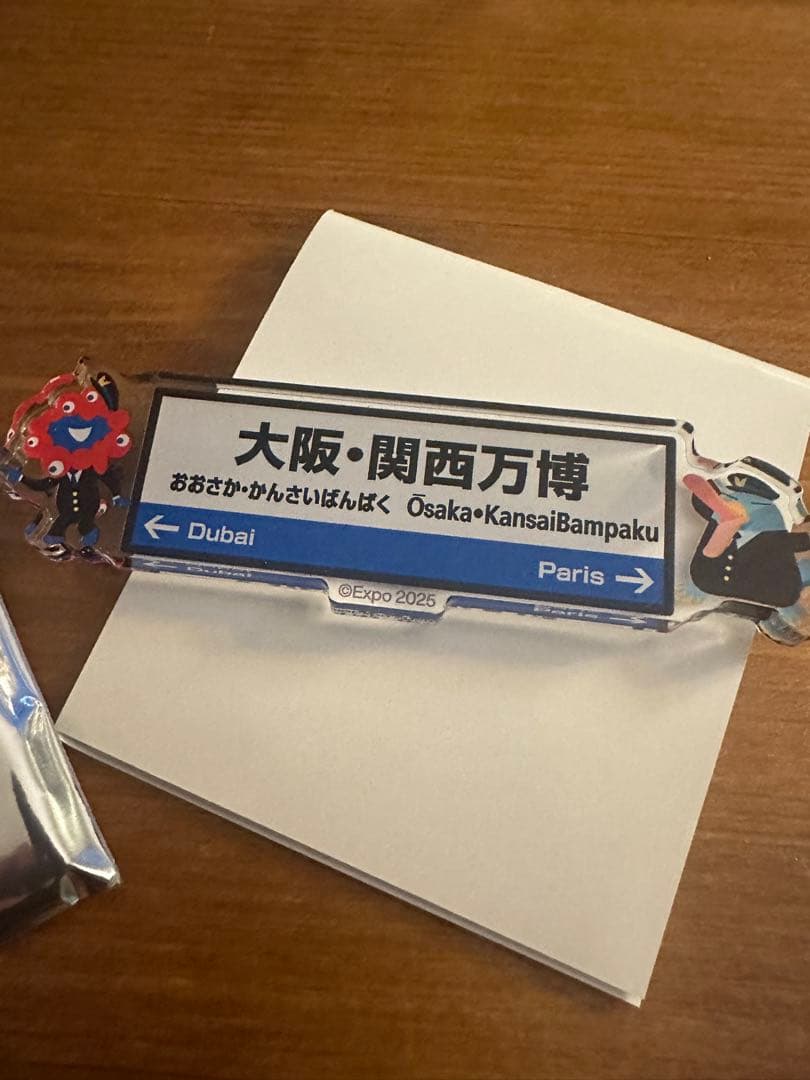 大阪・関西万博
おおさか・かんさいばんぱく Ōsaka・KansaiBampaku
← Dubai
Paris →
©Expo 2025